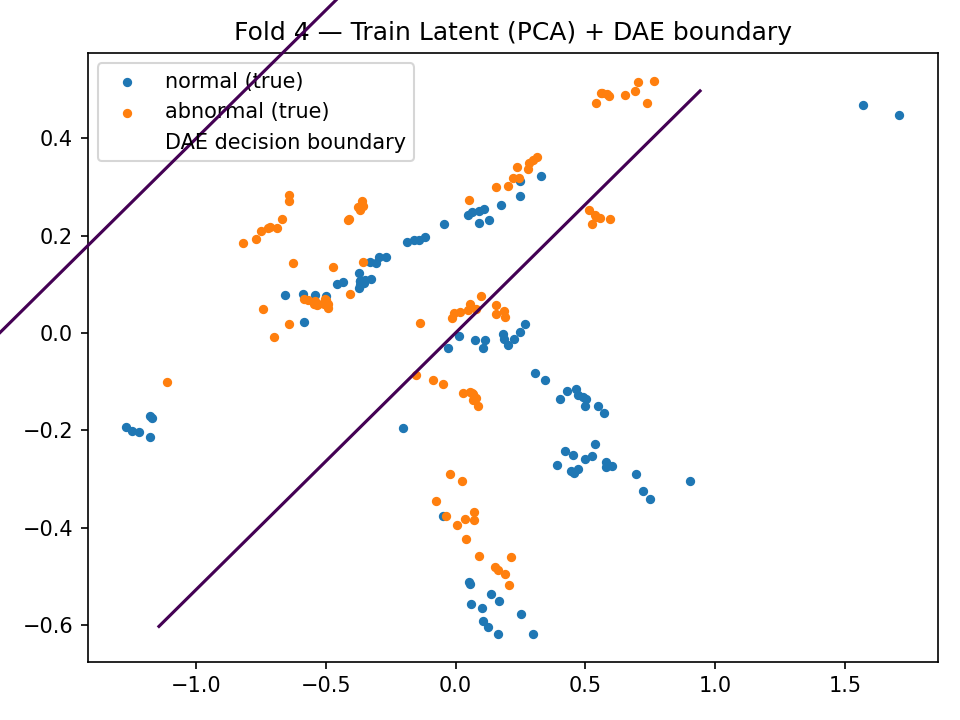 Fold 4 — Train Latent (PCA) + DAE boundary
normal (true)
abnormal (true)
DAE decision boundary
0.4
0.2
0.0
−0.2
−0.4
−0.6
−1.0 −0.5 0.0 0.5 1.0 1.5